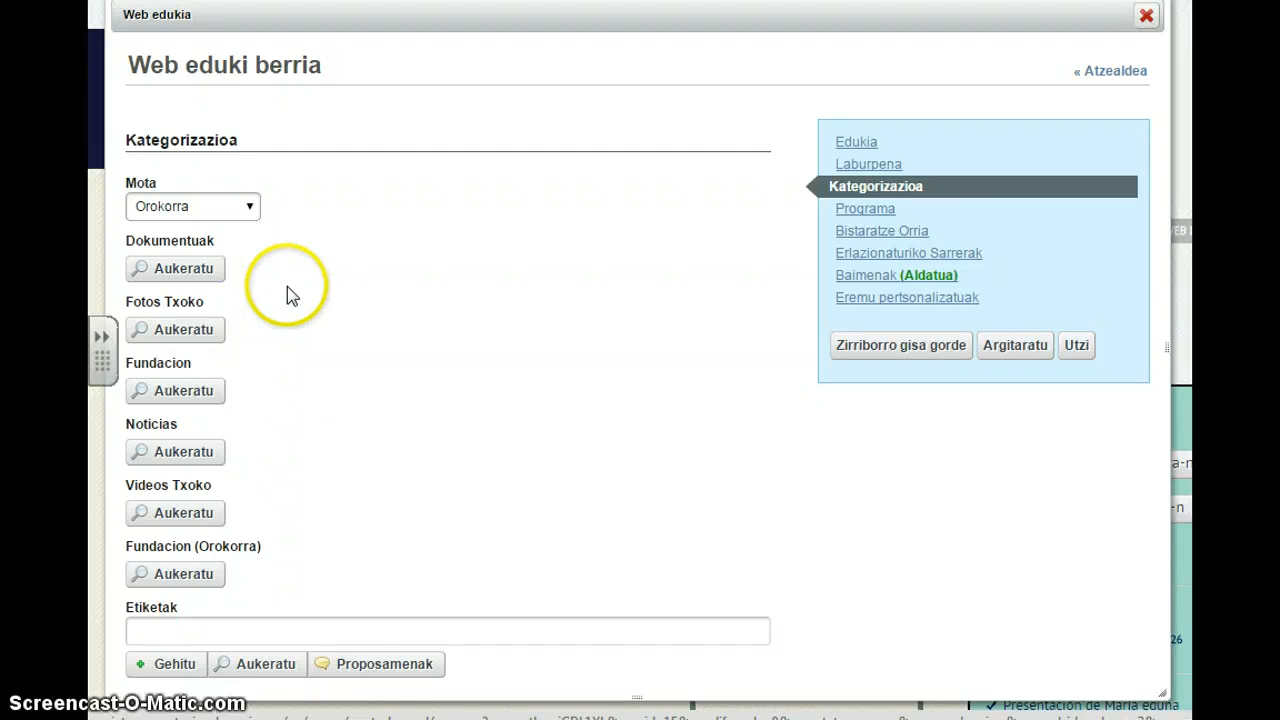 Web edukia
Web eduki berria
« Atzealdea
Kategorizazioa
Mota
Orokorra
Dokumentuak
Aukeratu
Fotos Txoko
Aukeratu
Fundacion
Aukeratu
Noticias
Aukeratu
Videos Txoko
Aukeratu
Fundacion (Orokorra)
Aukeratu
Etiketak
Gehitu
Aukeratu
Proposamenak
Edukia
Laburpena
Kategorizazioa
Programa
Bistaratze Orria
Erlazionaturiko Sarrerak
Baimenak (Aldatua)
Eremu pertsonalizatuak
Zirriborro gisa gorde
Argitaratu
Utzi
a-n
-n
26
Presentación de María eduna
Screencast-O-Matic.com